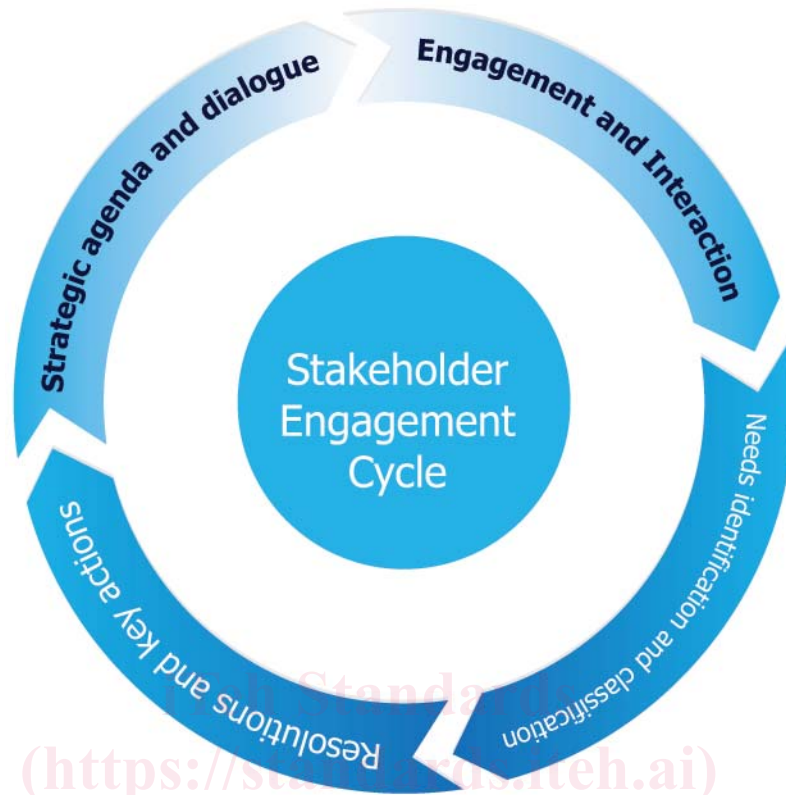 Strategic agenda and dialogue
Engagement and Interaction
Needs identification and classification
Resolutions and key actions
Stakeholder
Engagement
Cycle
iTeh Standards
(https://standards.iteh.ai)